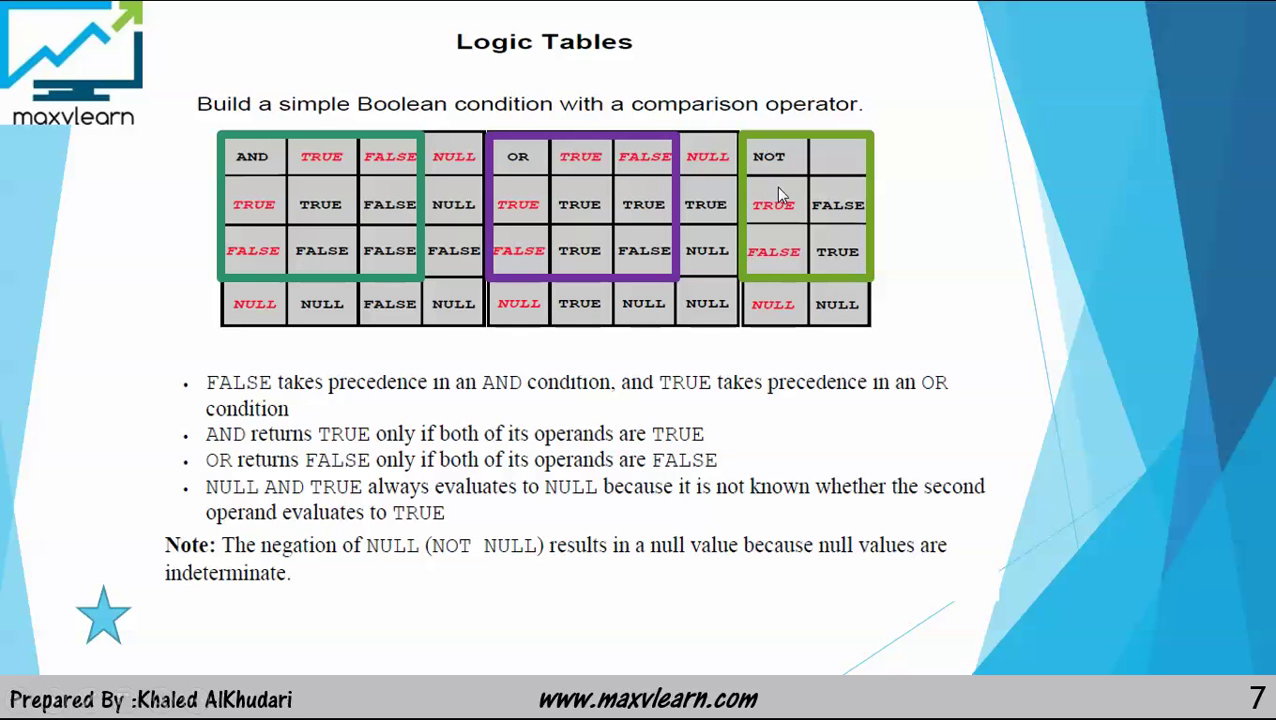 maxvlearn
Logic Tables
Build a simple Boolean condition with a comparison operator.
AND TRUE FALSE NULL OR TRUE FALSE NULL NOT
TRUE TRUE FALSE NULL TRUE TRUE TRUE TRUE TRUE FALSE
FALSE FALSE FALSE FALSE FALSE TRUE FALSE NULL FALSE TRUE
NULL NULL FALSE NULL NULL TRUE NULL NULL NULL NULL
• FALSE takes precedence in an AND condition, and TRUE takes precedence in an OR
condition
• AND returns TRUE only if both of its operands are TRUE
• OR returns FALSE only if both of its operands are FALSE
• NULL AND TRUE always evaluates to NULL because it is not known whether the second
operand evaluates to TRUE
Note: The negation of NULL (NOT NULL) results in a null value because null values are
indeterminate.
Prepared By :Khaled AlKhudari www.maxvlearn.com 7